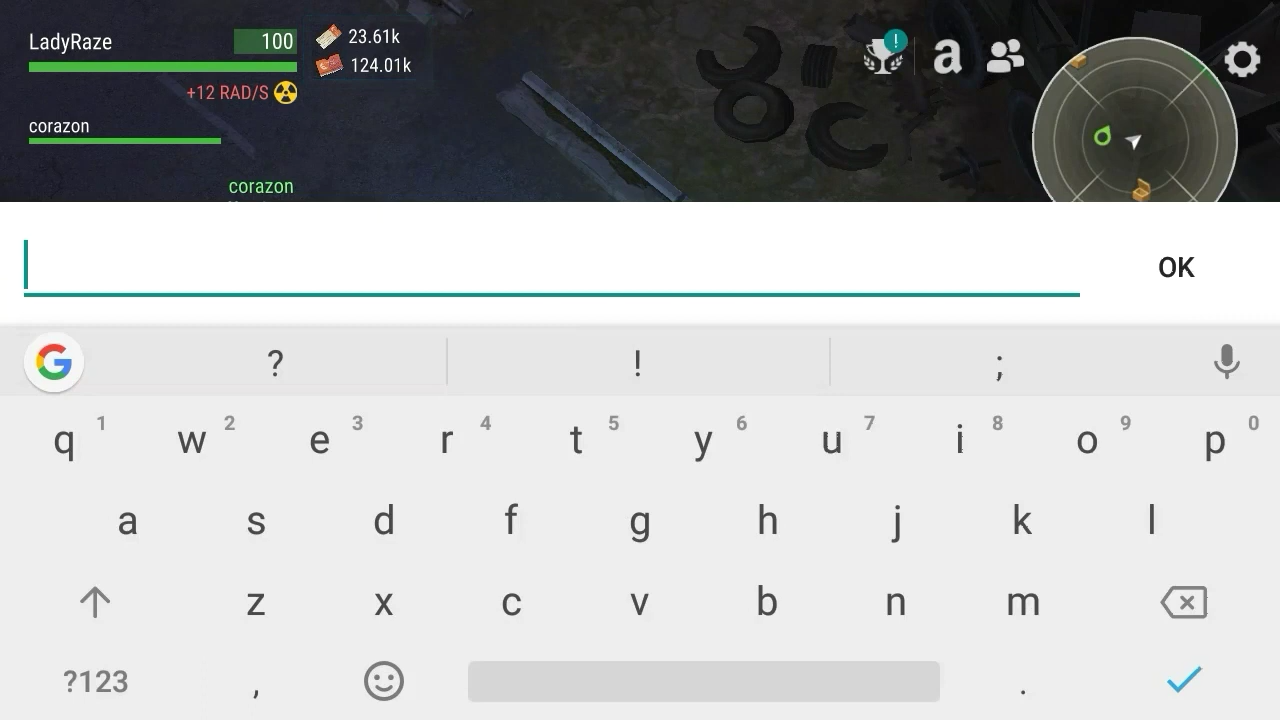 LadyRaze 100 23.61k
124.01k
+12 RAD/S
corazon
corazon
!
a
OK
G ? ! ;
q 1 w 2 e 3 r 4 t 5 y 6 u 7 i 8 o 9 p 0
a s d f g h j k l
z x c v b n m
?123 , .